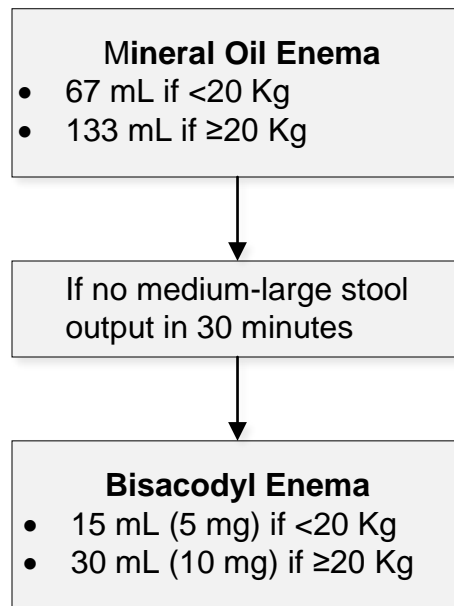 Mineral Oil Enema
• 67 mL if <20 Kg
• 133 mL if ≥20 Kg
If no medium-large stool
output in 30 minutes
Bisacodyl Enema
• 15 mL (5 mg) if <20 Kg
• 30 mL (10 mg) if ≥20 Kg